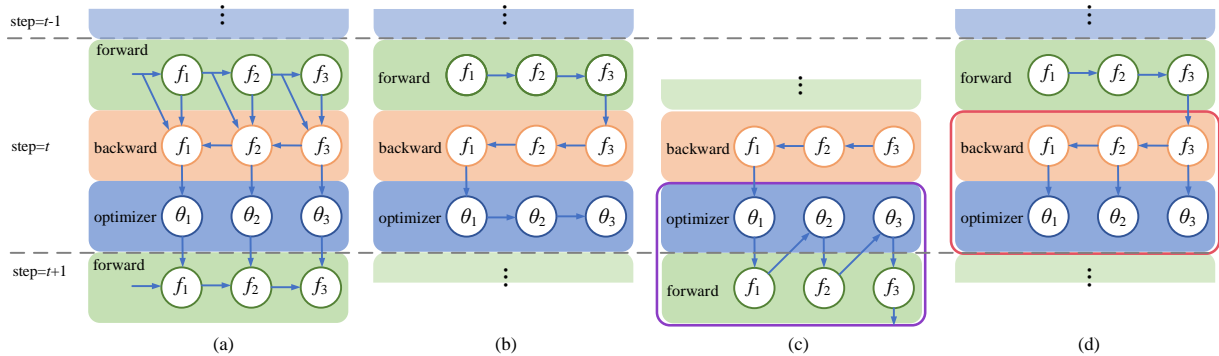 step=t-1
step=t
step=t+1
forward
f1 f2 f3
backward
f1 f2 f3
optimizer
θ1 θ2 θ3
forward
f1 f2 f3
(a)
forward
f1 f2 f3
backward
f1 f2 f3
optimizer
θ1 θ2 θ3
(b)
backward
f1 f2 f3
optimizer
θ1 θ2 θ3
forward
f1 f2 f3
(c)
forward
f1 f2 f3
backward
f1 f2 f3
optimizer
θ1 θ2 θ3
(d)